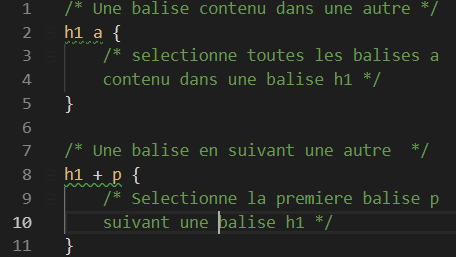 1 /* Une balise contenu dans une autre */
2 h1 a {
3 /* selectionne toutes les balises a
4 contenu dans une balise h1 */
5 }
6
7 /* Une balise en suivant une autre  */
8 h1 + p {
9 /* Selectionne la premiere balise p
10 suivant une balise h1 */
11 }